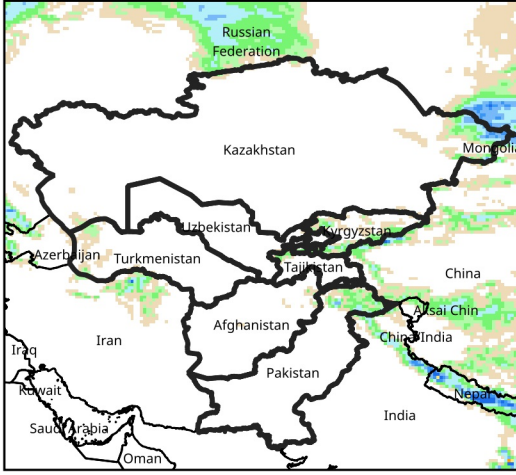 Russian
Federation
Kazakhstan
Mongolia
Uzbekistan
Kyrgyzstan
Azerbaijan
Turkmenistan
Tajikistan
China
Aksai Chin
Afghanistan
China/India
Iran
Iraq
Pakistan
Kuwait
Nepal
India
Saudi Arabia
Oman